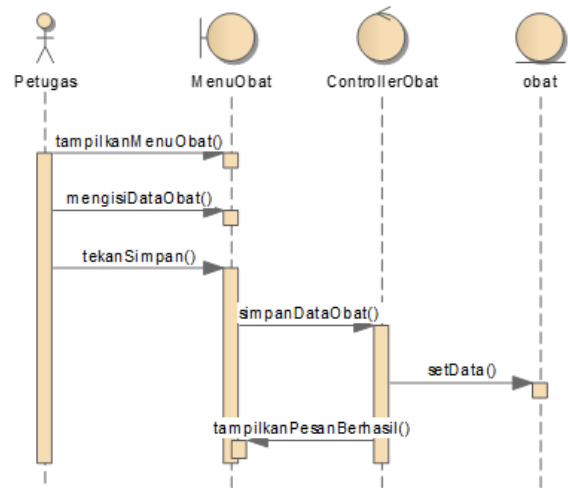 Petugas
MenuObat
ControllerObat
obat
tampilkanMenuObat()
mengisiDataObat()
tekanSimpan()
simpanDataObat()
setData()
tampilkanPesanBerhasil()